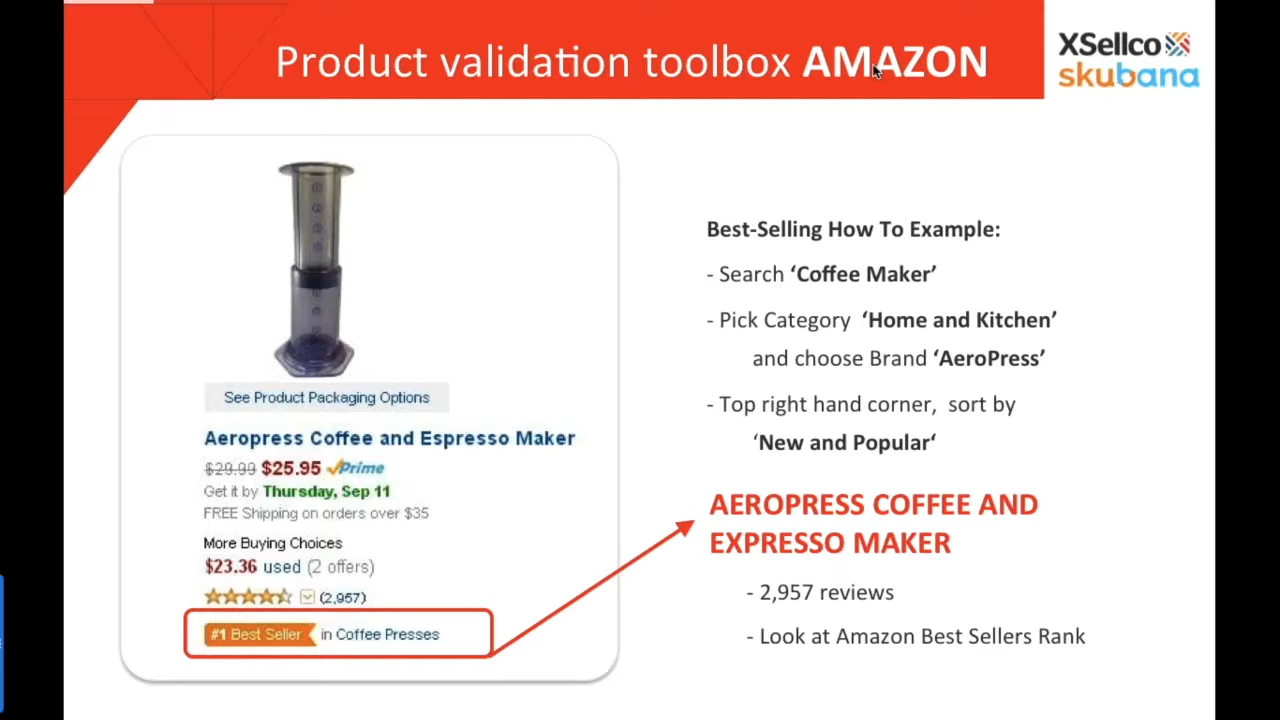 Product validation toolbox AMAZON
XSellco
skubana
See Product Packaging Options
Aeropress Coffee and Espresso Maker
$29.99 $25.95 Prime
Get it by Thursday, Sep 11
FREE Shipping on orders over $35
More Buying Choices
$23.36 used (2 offers)
(2,957)
#1 Best Seller in Coffee Presses
Best-Selling How To Example:
- Search ‘Coffee Maker’
- Pick Category ‘Home and Kitchen’
and choose Brand ‘AeroPress’
- Top right hand corner, sort by
‘New and Popular‘
AEROPRESS COFFEE AND
EXPRESSO MAKER
- 2,957 reviews
- Look at Amazon Best Sellers Rank